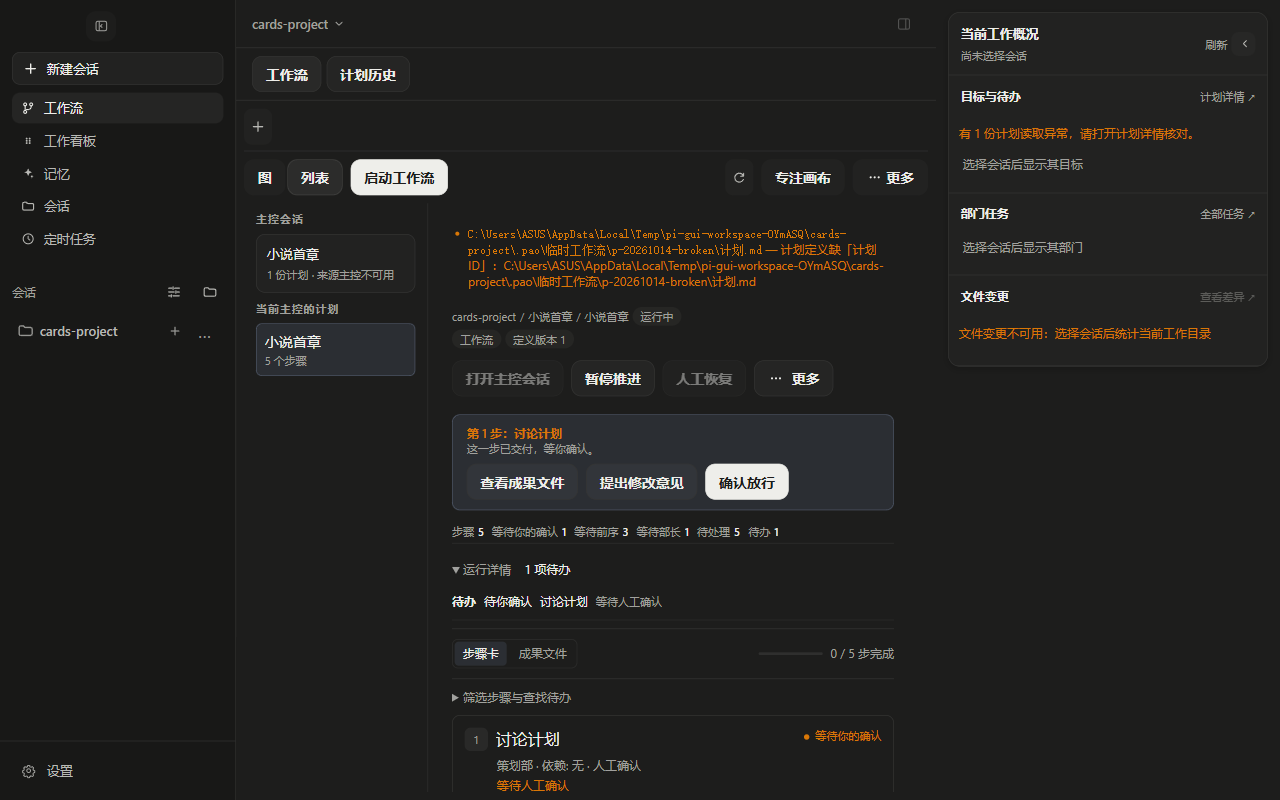 新建会话
工作流
工作看板
记忆
会话
定时任务
会话
cards-project
+ ...
设置
cards-project
工作流 计划历史
+
图 列表 启动工作流
专注画布 ··· 更多
主控会话
小说首章
1 份计划 · 来源主控不可用
当前主控的计划
小说首章
5 个步骤
C:\Users\ASUS\AppData\Local\Temp\pi-gui-workspace-OYmASQ\cards-
project\.pao\临时工作流\p-20261014-broken\计划.md — 计划定义缺「计划
ID」: C:\Users\ASUS\AppData\Local\Temp\pi-gui-workspace-OYmASQ\cards-
project\.pao\临时工作流\p-20261014-broken\计划.md
cards-project / 小说首章 / 小说首章 运行中
工作流 定义版本 1
打开主控会话 暂停推进 人工恢复 ··· 更多
第 1 步：讨论计划
这一步已交付，等你确认。
查看成果文件 提出修改意见 确认放行
步骤 5 等待你的确认 1 等待前序 3 等待部长 1 待处理 5 待办 1
▼运行详情 1 项待办
待办 待你确认 讨论计划 等待人工确认
步骤卡 成果文件 0 / 5 步完成
▶ 筛选步骤与查找待办
1 讨论计划 等待你的确认
策划部 · 依赖: 无 · 人工确认
等待人工确认
当前工作概况
尚未选择会话
刷新
目标与待办 计划详情 ↗
有 1 份计划读取异常，请打开计划详情核对。
选择会话后显示其目标
部门任务 全部任务 ↗
选择会话后显示其部门
文件变更 查看差异 ↗
文件变更不可用：选择会话后统计当前工作目录